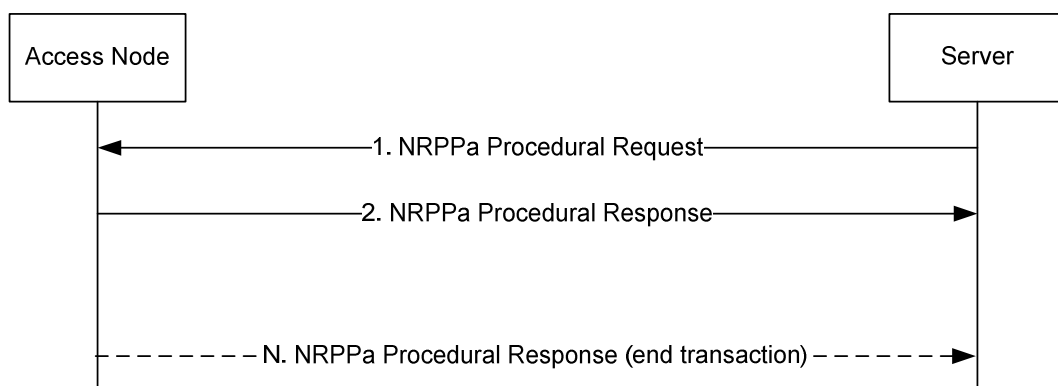 Access Node
Server
1. NRPPa Procedural Request
2. NRPPa Procedural Response
N. NRPPa Procedural Response (end transaction)